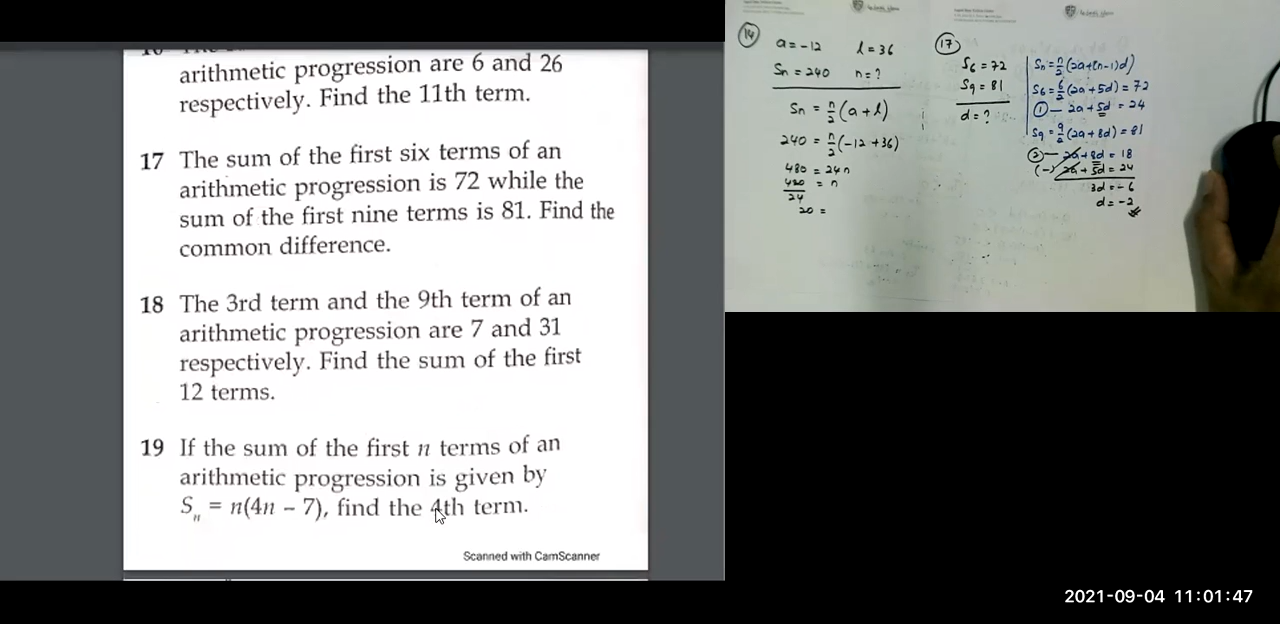 arithmetic progression are 6 and 26
respectively. Find the 11th term.
17 The sum of the first six terms of an
arithmetic progression is 72 while the
sum of the first nine terms is 81. Find the
common difference.
18 The 3rd term and the 9th term of an
arithmetic progression are 7 and 31
respectively. Find the sum of the first
12 terms.
19 If the sum of the first n terms of an
arithmetic progression is given by
Sₙ = n(4n – 7), find the 4th term.
Scanned with CamScanner
14
a = -12 l = 36
Sn = 240 n = ?
Sn = n/2 (a + l)
240 = n/2 (-12 + 36)
480 = 24n
480/24 = n
20 =
17
S6 = 72
S9 = 81
d = ?
Sn = n/2 (2a + (n-1)d)
S6 = 6/2 (2a + 5d) = 72
① — 2a + 5d = 24
S9 = 9/2 (2a + 8d) = 81
② — 2a + 8d = 18
(-) 2a + 5d = 24
3d = -6
d = -2
2021-09-04 11:01:47